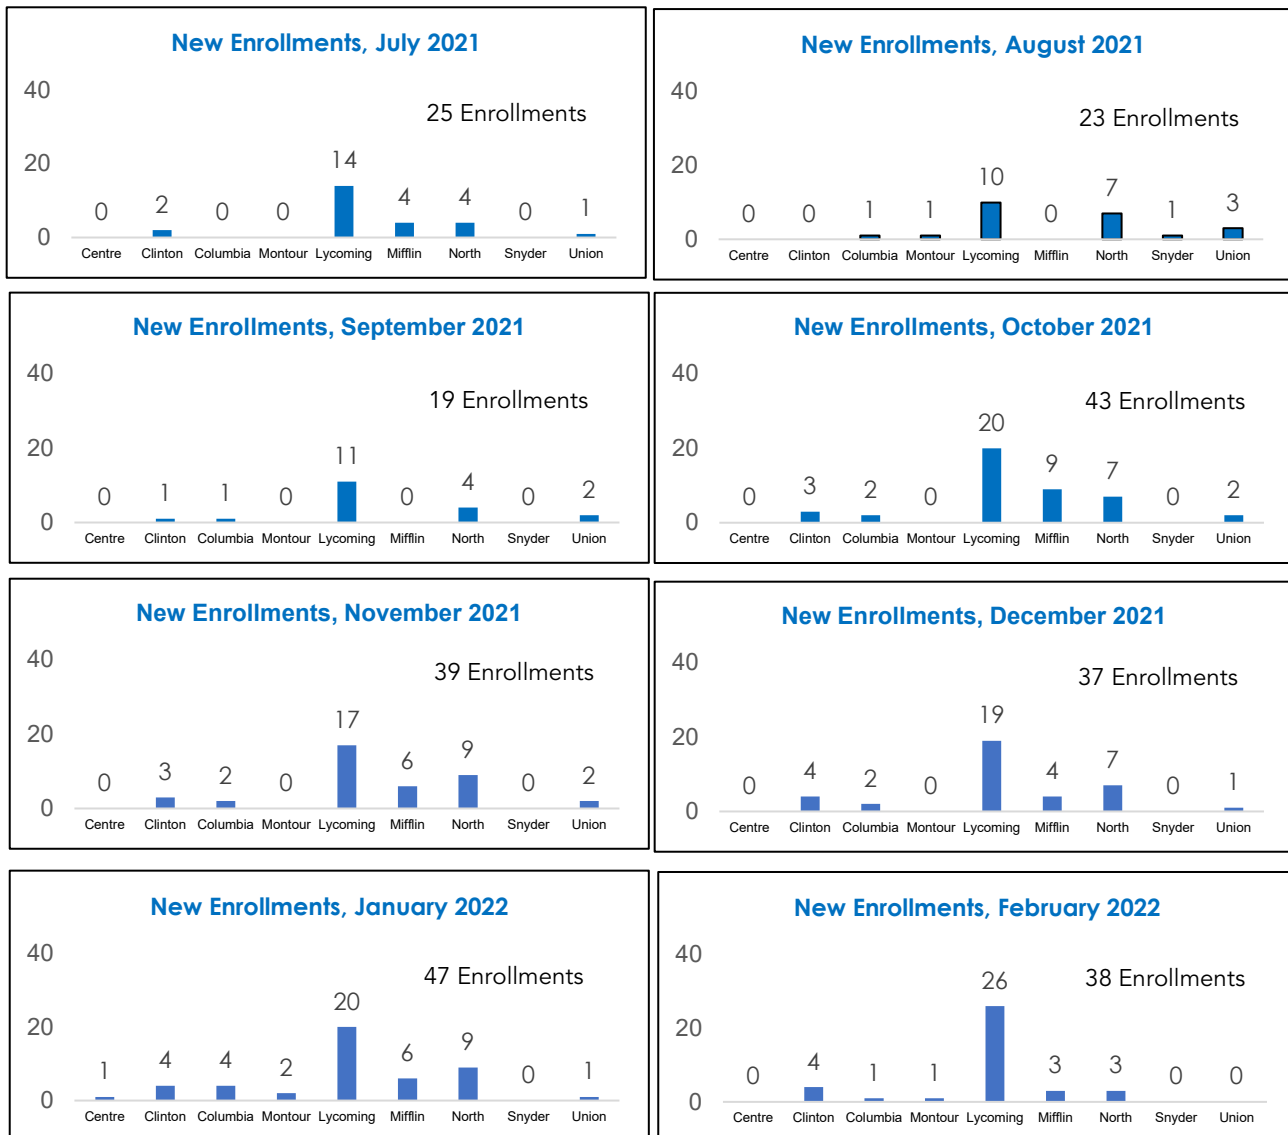 New Enrollments, July 2021
25 Enrollments
40
20
0
0 2 0 0 14 4 4 0 1
Centre Clinton Columbia Montour Lycoming Mifflin North Snyder Union
New Enrollments, August 2021
23 Enrollments
40
20
0
0 0 1 1 10 0 7 1 3
Centre Clinton Columbia Montour Lycoming Mifflin North Snyder Union
New Enrollments, September 2021
19 Enrollments
40
20
0
0 1 1 0 11 0 4 0 2
Centre Clinton Columbia Montour Lycoming Mifflin North Snyder Union
New Enrollments, October 2021
43 Enrollments
40
20
0
0 3 2 0 20 9 7 0 2
Centre Clinton Columbia Montour Lycoming Mifflin North Snyder Union
New Enrollments, November 2021
39 Enrollments
40
20
0
0 3 2 0 17 6 9 0 2
Centre Clinton Columbia Montour Lycoming Mifflin North Snyder Union
New Enrollments, December 2021
37 Enrollments
40
20
0
0 4 2 0 19 4 7 0 1
Centre Clinton Columbia Montour Lycoming Mifflin North Snyder Union
New Enrollments, January 2022
47 Enrollments
40
20
0
1 4 4 2 20 6 9 0 1
Centre Clinton Columbia Montour Lycoming Mifflin North Snyder Union
New Enrollments, February 2022
38 Enrollments
40
20
0
0 4 1 1 26 3 3 0 0
Centre Clinton Columbia Montour Lycoming Mifflin North Snyder Union